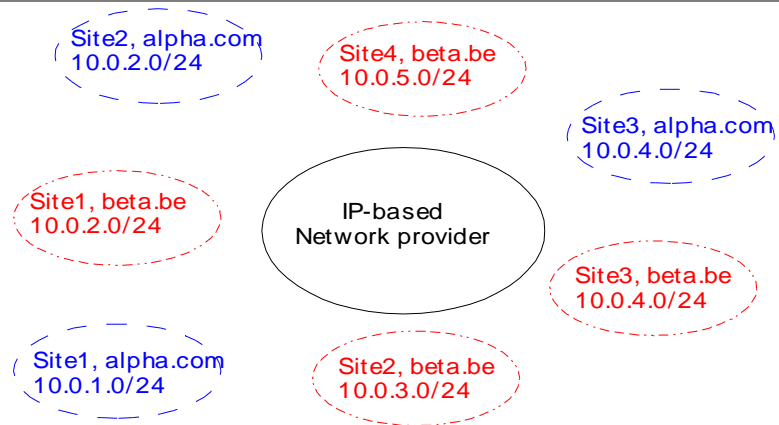 Site2, alpha.com
10.0.2.0/24
Site4, beta.be
10.0.5.0/24
Site3, alpha.com
10.0.4.0/24
Site1, beta.be
10.0.2.0/24
IP-based
Network provider
Site3, beta.be
10.0.4.0/24
Site1, alpha.com
10.0.1.0/24
Site2, beta.be
10.0.3.0/24